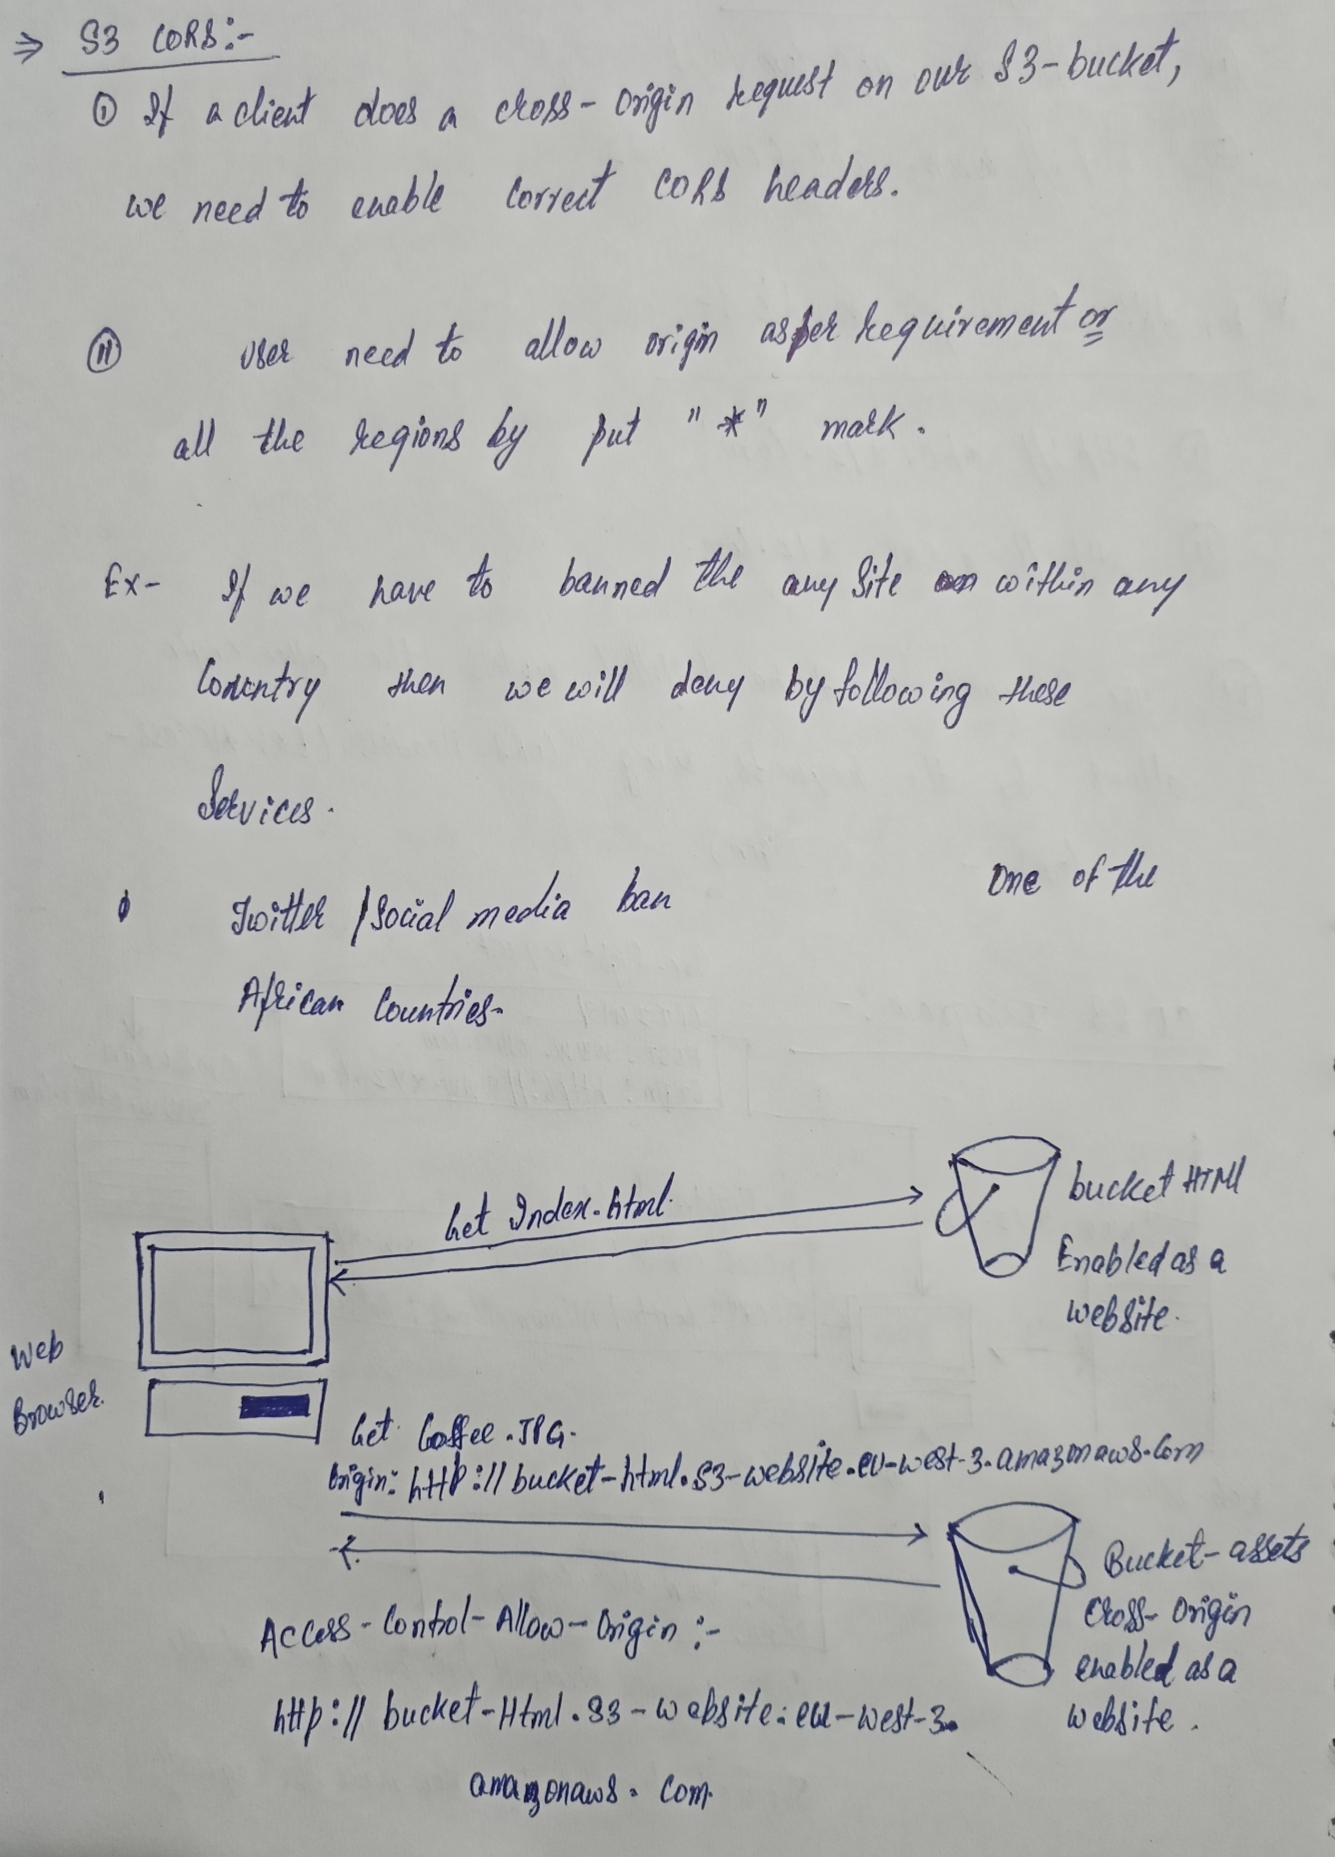 ⇒ S3 CORS:-
(i) If a client does a cross-origin request on our S3-bucket,
we need to enable correct CORS headers.
(ii) User need to allow origin asper requirement or
all the regions by put "*" mark.
Ex- If we have to banned the any site within any
Country then we will deny by following these
Services.
Twitter / Social media ban one of the
African Countries-
Get Index.html.
bucket HTML
Enabled as a
website.
Web
Browser.
Get Coffee.JPG.
Origin: http://bucket-html.S3-website.eu-west-3.amazonaws.com
Bucket-assets
Cross-Origin
enabled as a
website.
Access-Control-Allow-Origin:-
http://bucket-Html.S3-website.eu-west-3.
amazonaws.com.